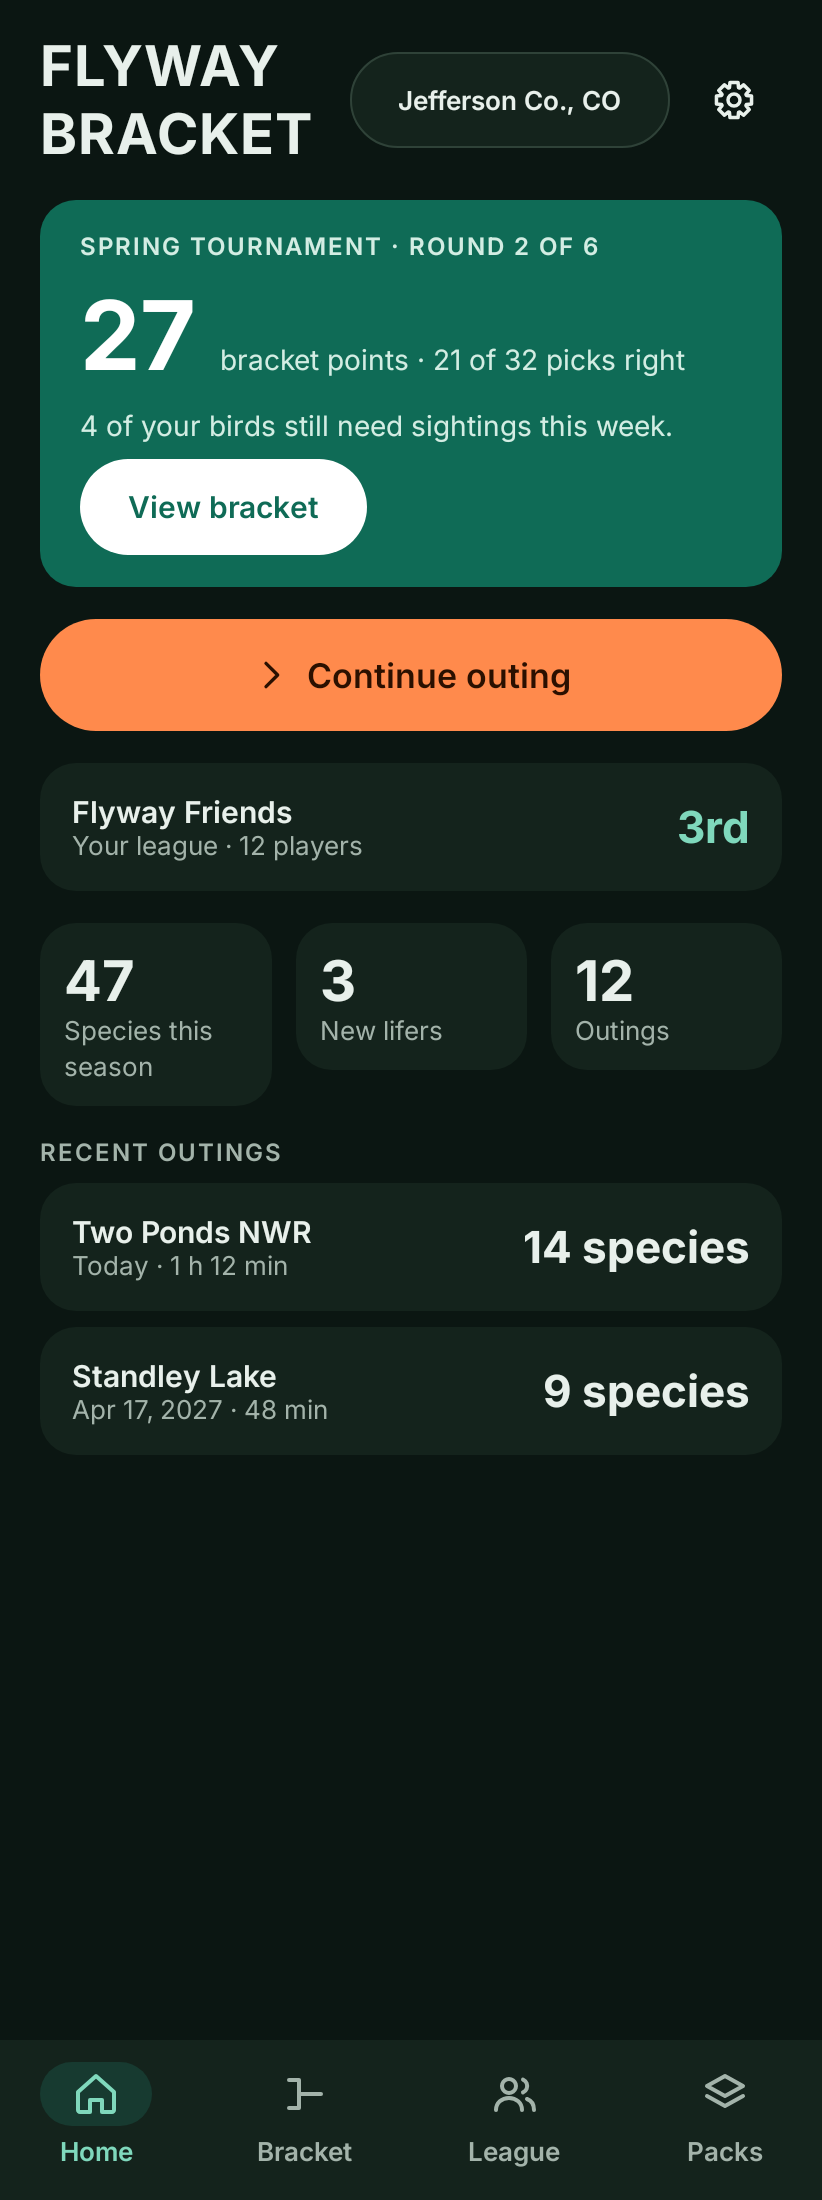 FLYWAY
BRACKET
Jefferson Co., CO
SPRING TOURNAMENT · ROUND 2 OF 6
27 bracket points · 21 of 32 picks right
4 of your birds still need sightings this week.
View bracket
Continue outing
Flyway Friends
Your league · 12 players
3rd
47
Species this
season
3
New lifers
12
Outings
RECENT OUTINGS
Two Ponds NWR
Today · 1 h 12 min
14 species
Standley Lake
Apr 17, 2027 · 48 min
9 species
Home
Bracket
League
Packs